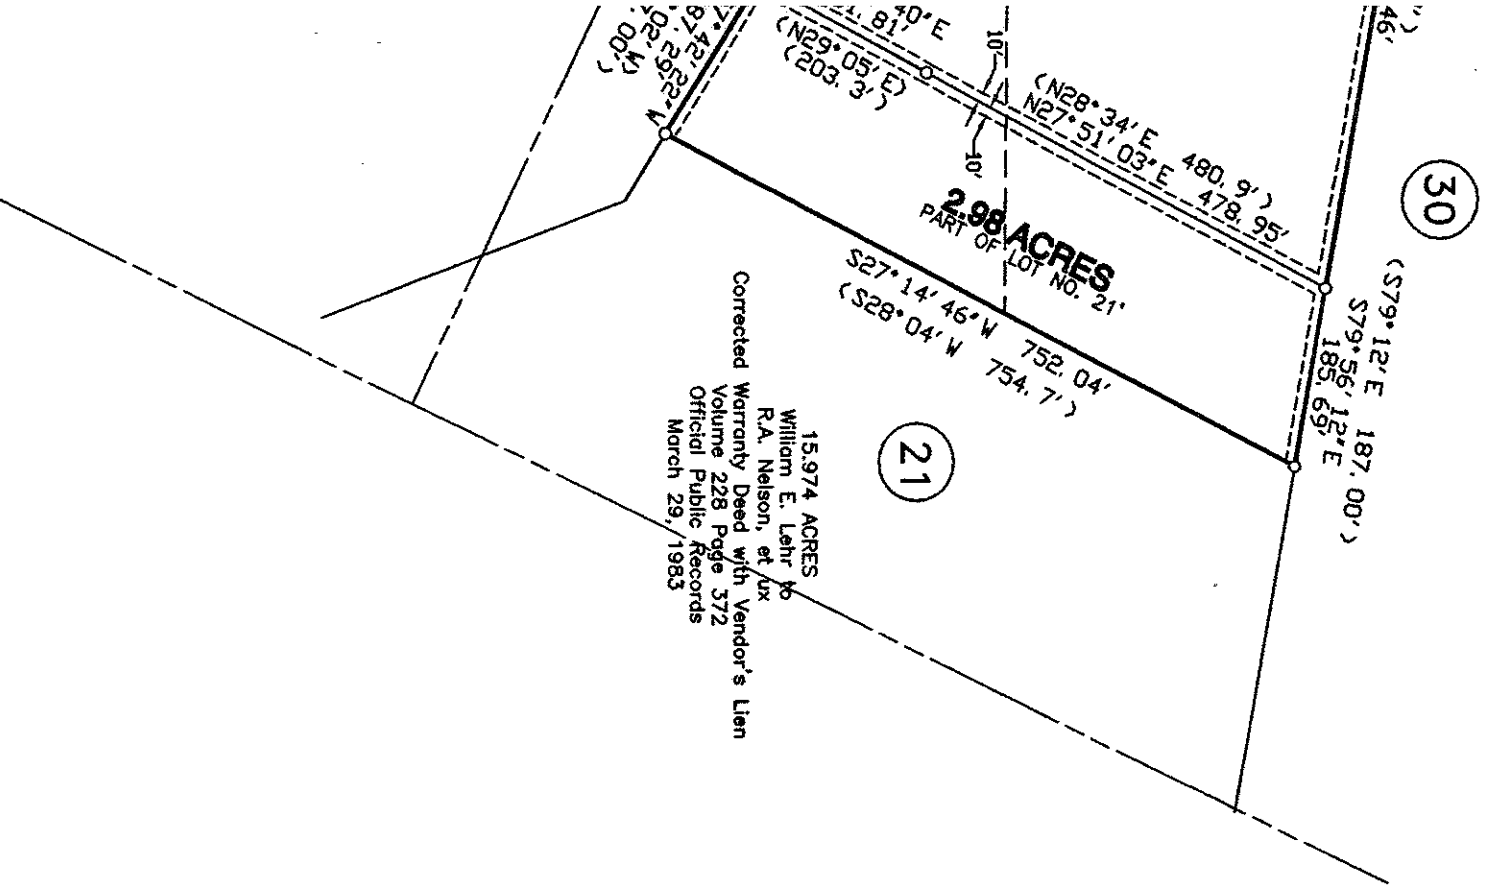 46'
30
40"E
81'
(N29°05'E)
(203.3')
10'
10'
(N28°34'E 480.9')
N27°51'03"E 478.95'
2.98 ACRES
PART OF LOT NO. 21'
S27°14'46"W 752.04'
(S28°04'W 754.7')
(S79°12'E 187.00')
S79°56'12"E
185.69'
21
15.974 ACRES
William E. Lehr to
R.A. Nelson, et ux
Corrected Warranty Deed with Vendor's Lien
Volume 228 Page 372
Official Public Records
March 29, 1983